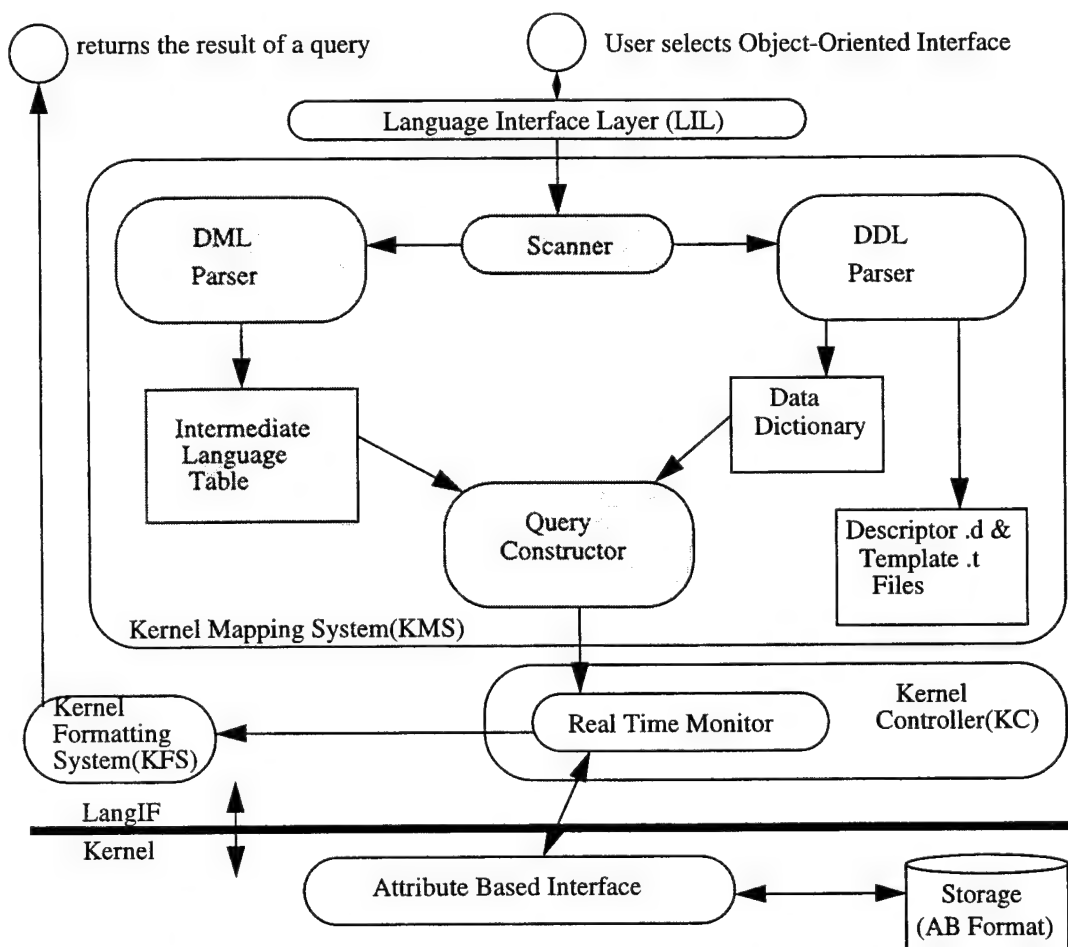 returns the result of a query
User selects Object-Oriented Interface
Language Interface Layer (LIL)
DML
Parser
Scanner
DDL
Parser
Intermediate
Language
Table
Data
Dictionary
Query
Constructor
Descriptor .d &
Template .t
Files
Kernel Mapping System(KMS)
Kernel
Formatting
System(KFS)
Real Time Monitor
Kernel
Controller(KC)
LangIF
Kernel
Attribute Based Interface
Storage
(AB Format)